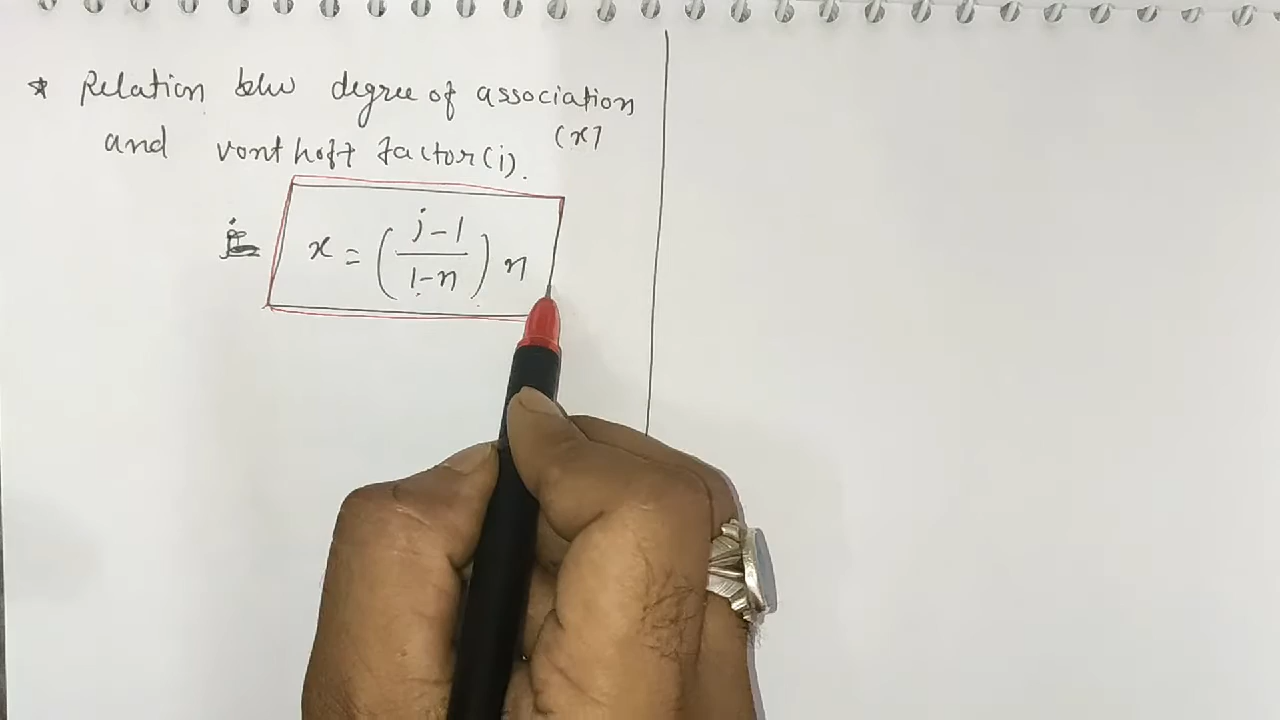 * Relation b/w degree of association
(x)
and vont hoft factor (i).
x = ( i-1 / 1-n ) n